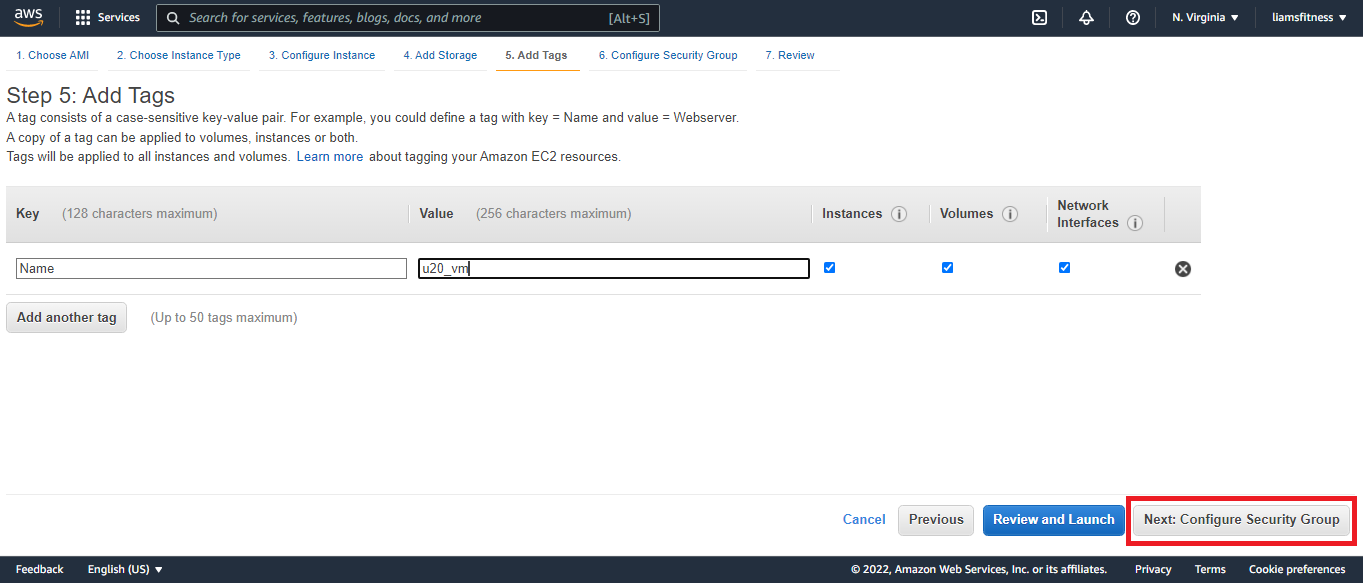 aws Services Search for services, features, blogs, docs, and more [Alt+S] N. Virginia ▼ liamsfitness ▼
1. Choose AMI 2. Choose Instance Type 3. Configure Instance 4. Add Storage 5. Add Tags 6. Configure Security Group 7. Review
Step 5: Add Tags
A tag consists of a case-sensitive key-value pair. For example, you could define a tag with key = Name and value = Webserver.
A copy of a tag can be applied to volumes, instances or both.
Tags will be applied to all instances and volumes. Learn more about tagging your Amazon EC2 resources.
Key (128 characters maximum) Value (256 characters maximum) Instances i Volumes i Network Interfaces i
Name u20_vm
Add another tag (Up to 50 tags maximum)
Cancel Previous Review and Launch Next: Configure Security Group
Feedback English (US) ▼ © 2022, Amazon Web Services, Inc. or its affiliates. Privacy Terms Cookie preferences